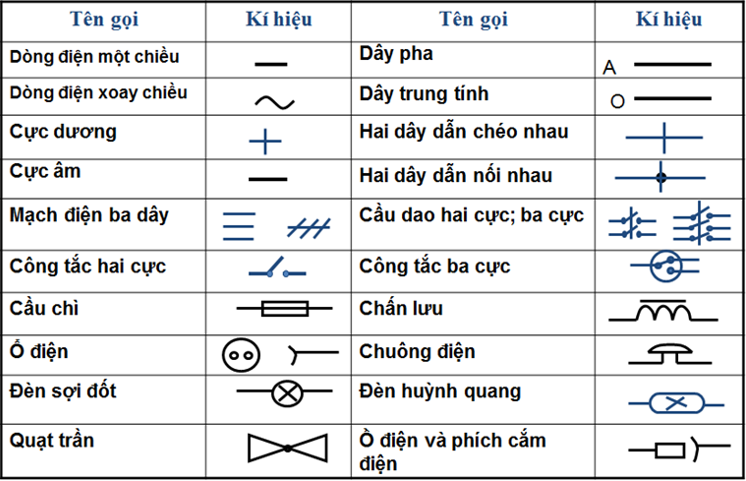 Tên gọi Kí hiệu Tên gọi Kí hiệu
Dòng điện một chiều Dây pha A
Dòng điện xoay chiều Dây trung tính O
Cực dương Hai dây dẫn chéo nhau
Cực âm Hai dây dẫn nối nhau
Mạch điện ba dây Cầu dao hai cực; ba cực
Công tắc hai cực Công tắc ba cực
Cầu chì Chấn lưu
Ổ điện Chuông điện
Đèn sợi đốt Đèn huỳnh quang
Quạt trần Ồ điện và phích cắm
điện